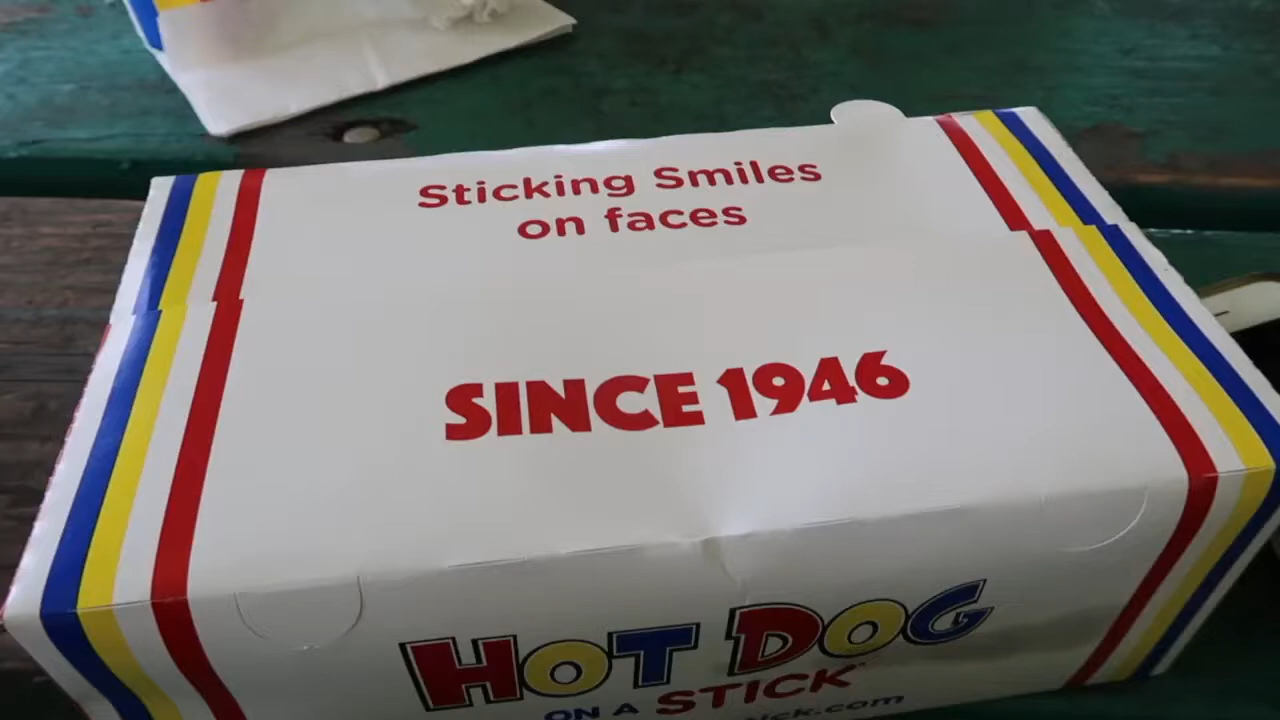 Sticking Smiles
on faces
SINCE 1946
HOT DOG
ON A STICK